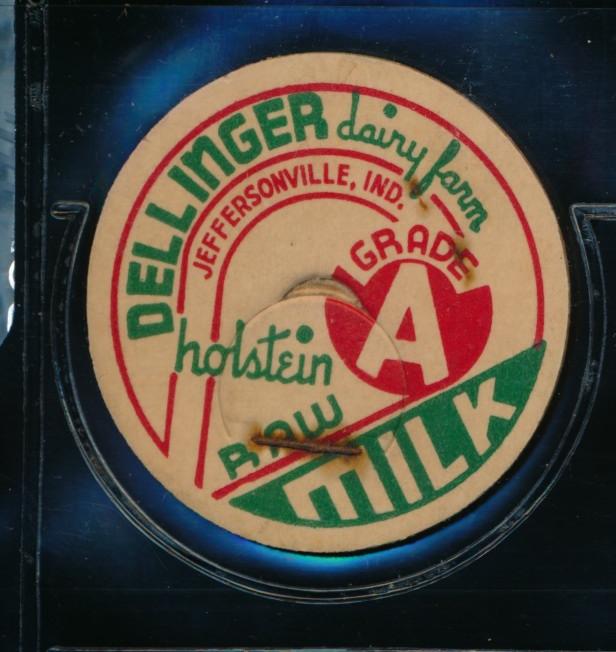 DELLINGER dairy farm
JEFFERSONVILLE, IND.
GRADE
A
holstein
RAW
MILK